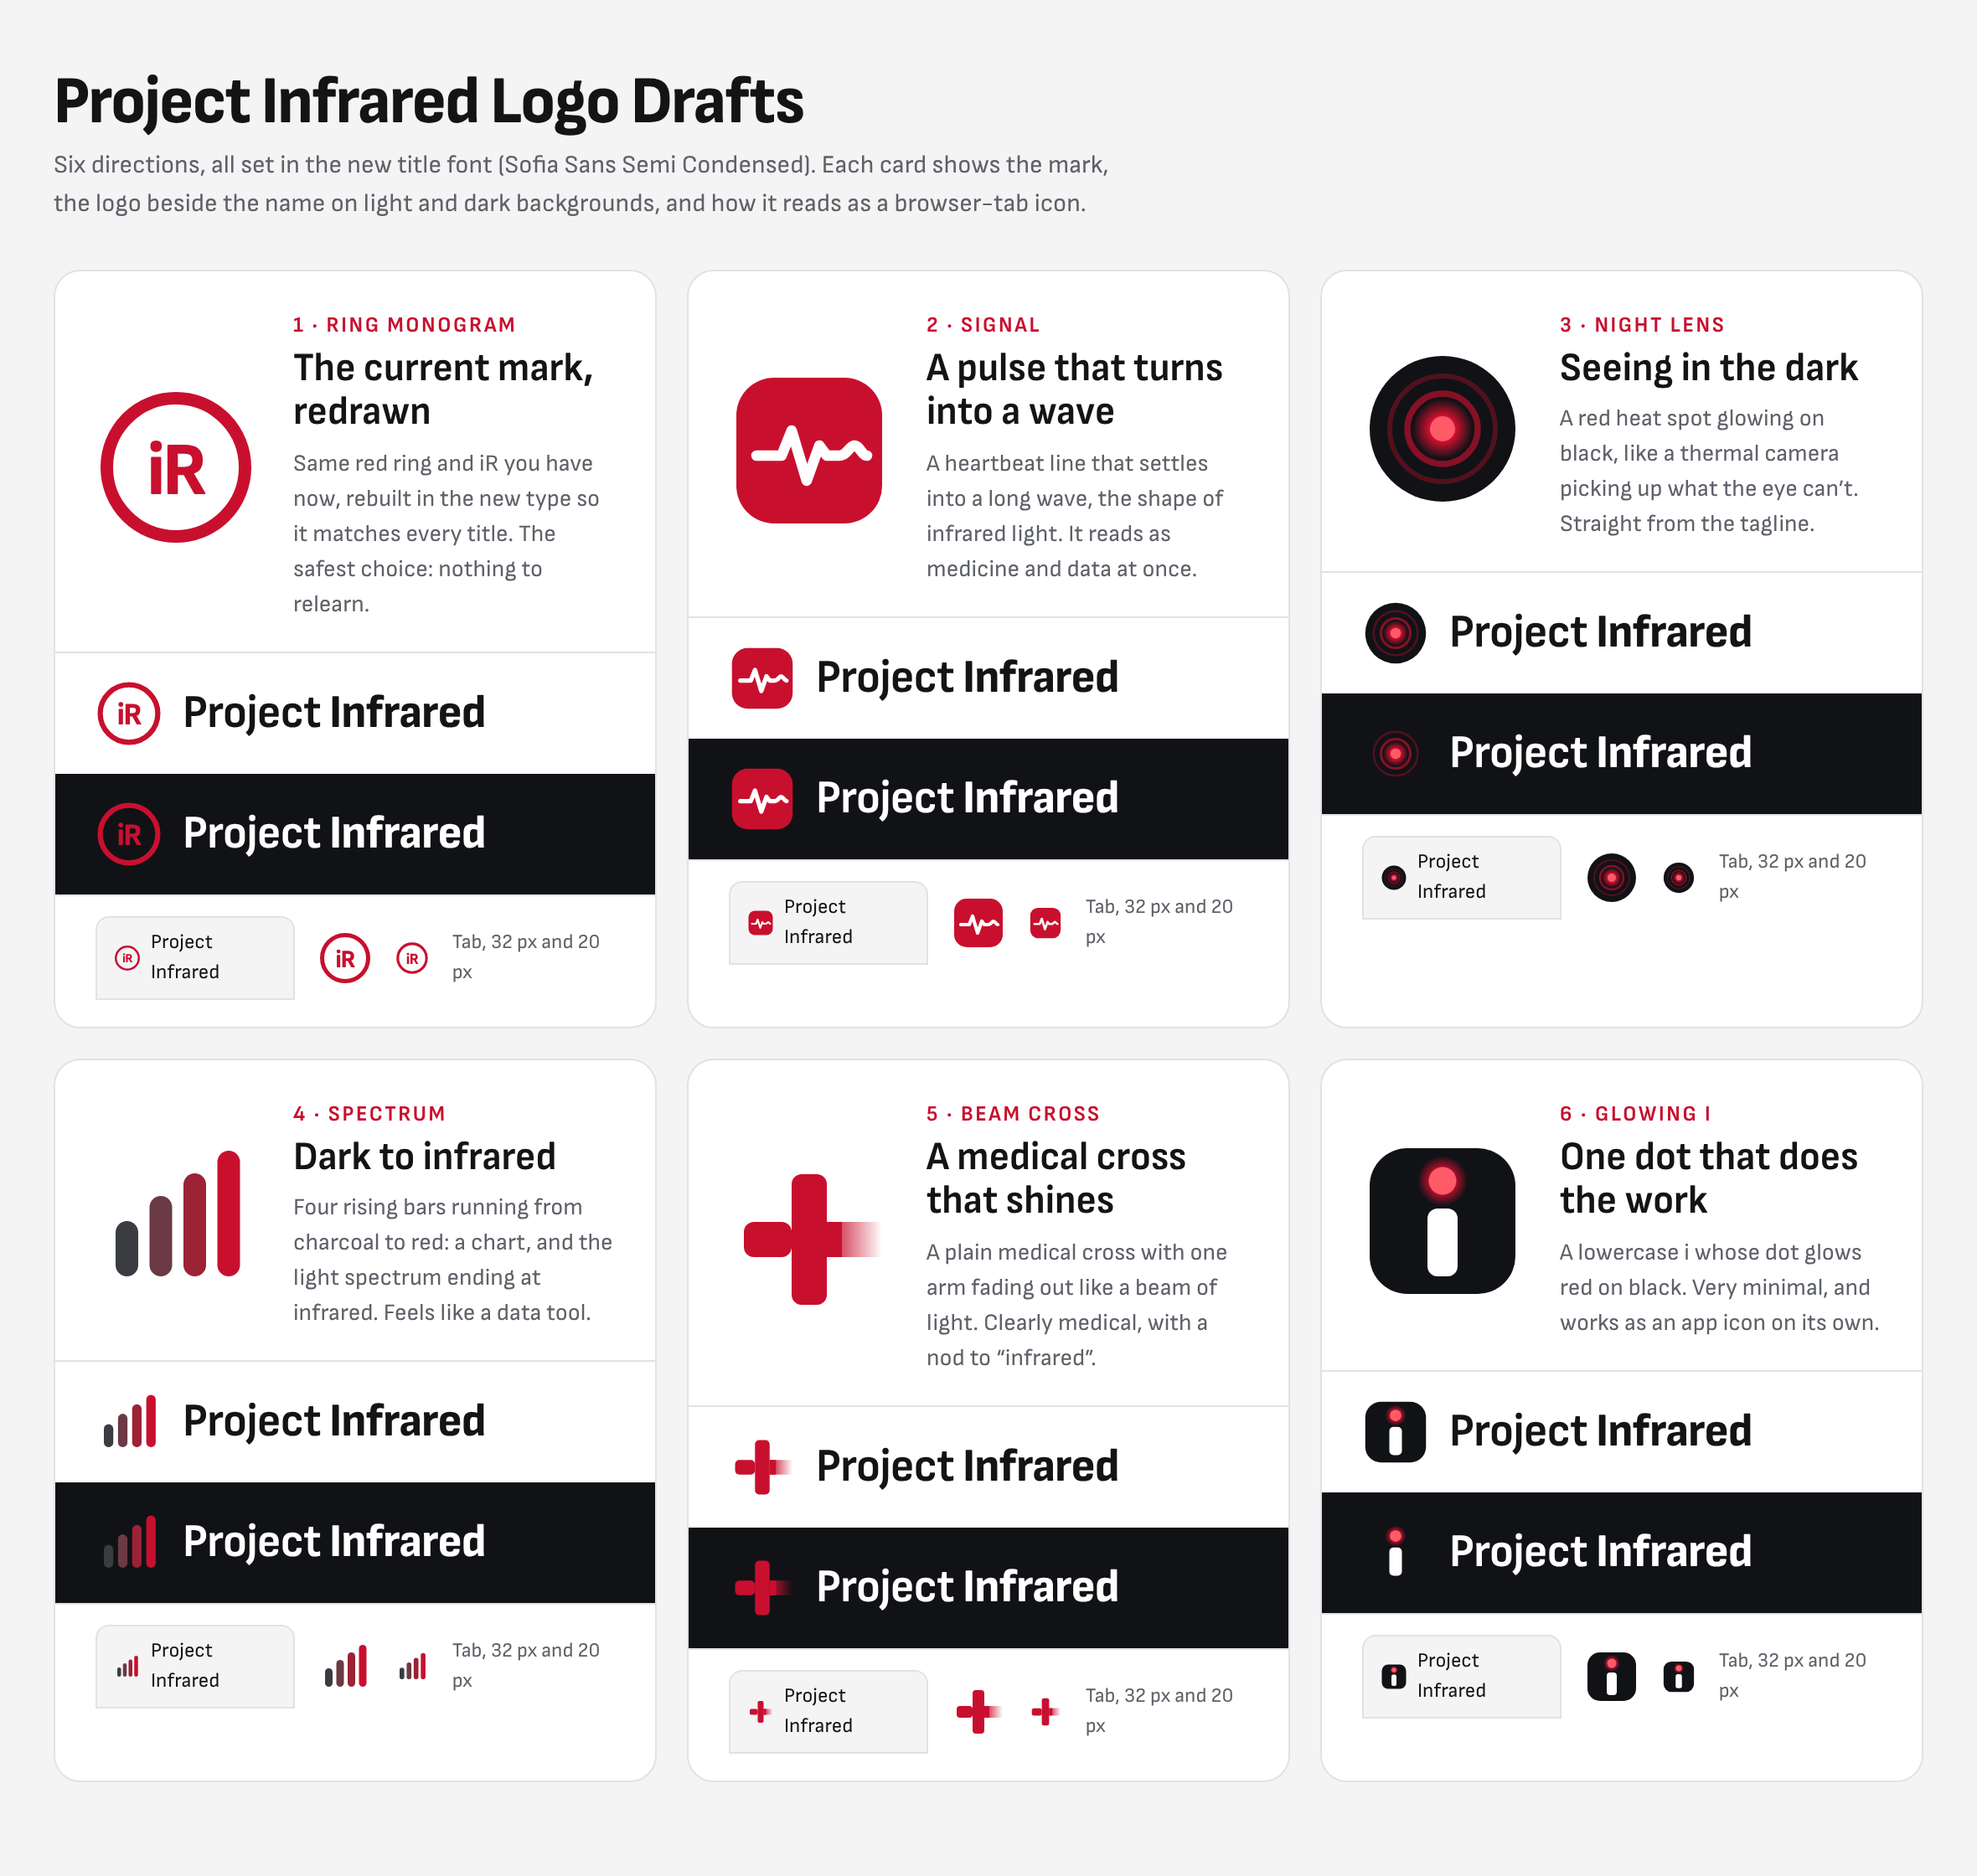 Project Infrared Logo Drafts
Six directions, all set in the new title font (Sofia Sans Semi Condensed). Each card shows the mark,
the logo beside the name on light and dark backgrounds, and how it reads as a browser-tab icon.
iR
1 · RING MONOGRAM
The current mark,
redrawn
Same red ring and iR you have
now, rebuilt in the new type so
it matches every title. The
safest choice: nothing to
relearn.
iR
Project Infrared
iR
Project Infrared
iR
Project
Infrared
iR
iR
Tab, 32 px and 20
px
2 · SIGNAL
A pulse that turns
into a wave
A heartbeat line that settles
into a long wave, the shape of
infrared light. It reads as
medicine and data at once.
Project Infrared
Project Infrared
Project
Infrared
Tab, 32 px and 20
px
3 · NIGHT LENS
Seeing in the dark
A red heat spot glowing on
black, like a thermal camera
picking up what the eye can’t.
Straight from the tagline.
Project Infrared
Project Infrared
Project
Infrared
Tab, 32 px and 20
px
4 · SPECTRUM
Dark to infrared
Four rising bars running from
charcoal to red: a chart, and the
light spectrum ending at
infrared. Feels like a data tool.
Project Infrared
Project Infrared
Project
Infrared
Tab, 32 px and 20
px
5 · BEAM CROSS
A medical cross
that shines
A plain medical cross with one
arm fading out like a beam of
light. Clearly medical, with a
nod to “infrared”.
Project Infrared
Project Infrared
Project
Infrared
Tab, 32 px and 20
px
i
6 · GLOWING I
One dot that does
the work
A lowercase i whose dot glows
red on black. Very minimal, and
works as an app icon on its own.
i
Project Infrared
i
Project Infrared
i
Project
Infrared
i
i
Tab, 32 px and 20
px